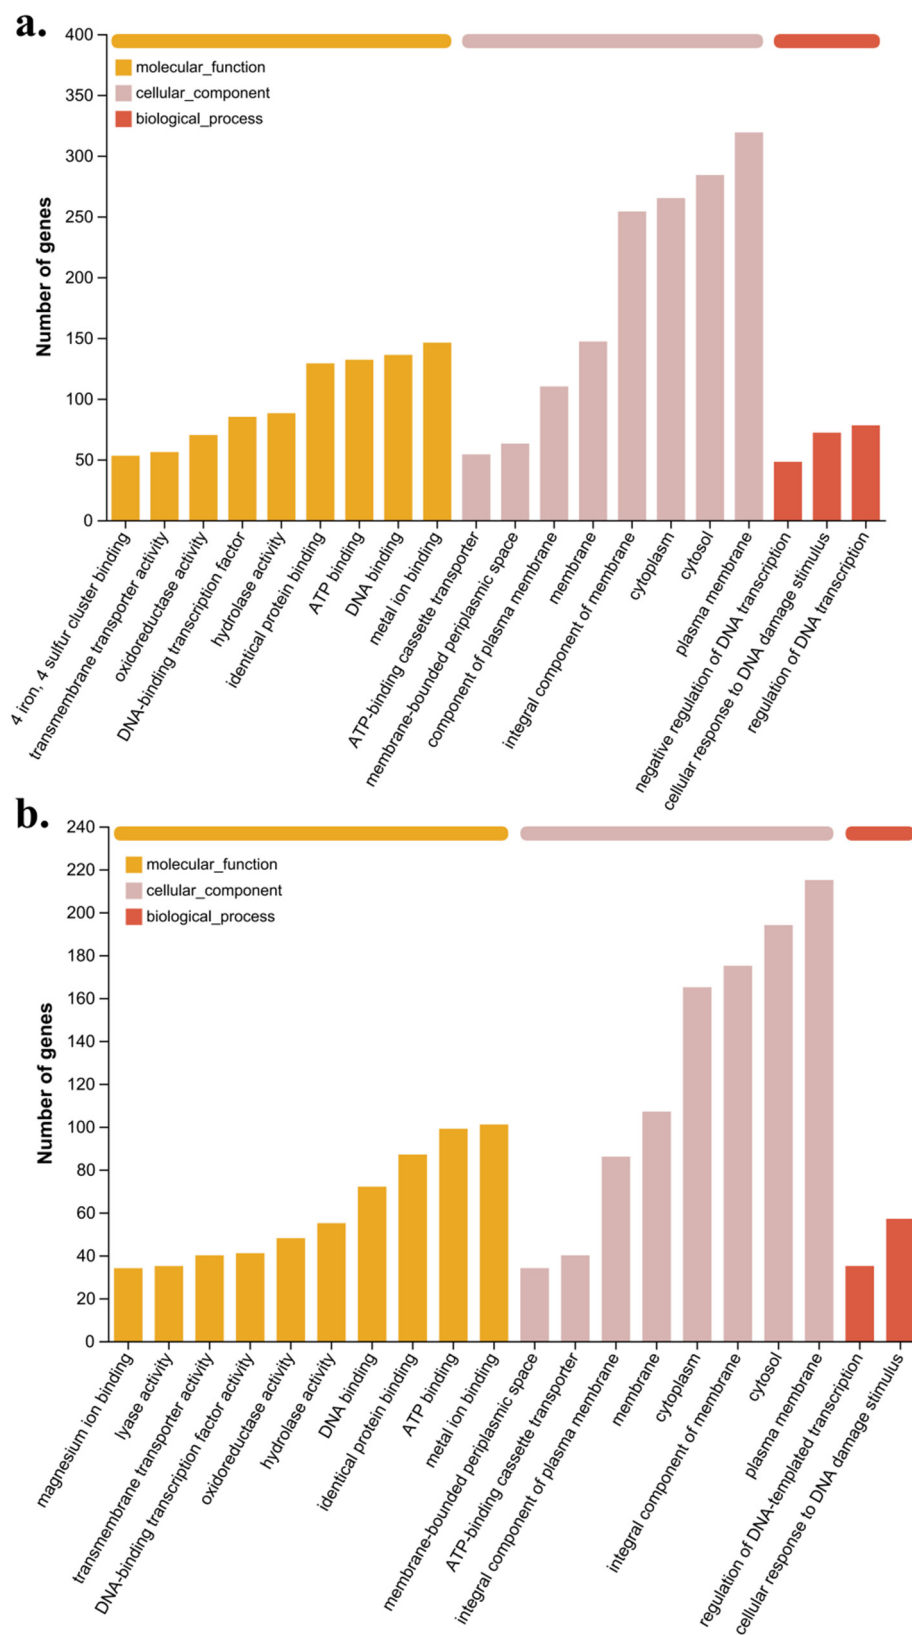 a.
400
350
300
250
200
150
100
50
0
Number of genes
molecular_function
cellular_component
biological_process
4 iron, 4 sulfur cluster binding
transmembrane transporter activity
oxidoreductase activity
DNA-binding transcription factor
hydrolase activity
identical protein binding
ATP binding
DNA binding
metal ion binding
ATP-binding cassette transporter
membrane-bounded periplasmic space
component of plasma membrane
membrane
integral component of membrane
cytoplasm
cytosol
plasma membrane
negative regulation of DNA transcription
cellular response to DNA damage stimulus
regulation of DNA transcription
b.
240
220
200
180
160
140
120
100
80
60
40
20
0
Number of genes
molecular_function
cellular_component
biological_process
magnesium ion binding
lyase activity
transmembrane transporter activity
DNA-binding transcription factor activity
oxidoreductase activity
hydrolase activity
DNA binding
identical protein binding
ATP binding
metal ion binding
membrane-bounded periplasmic space
ATP-binding cassette transporter
integral component of plasma membrane
membrane
cytoplasm
integral component of membrane
cytosol
plasma membrane
regulation of DNA-templated transcription
cellular response to DNA damage stimulus